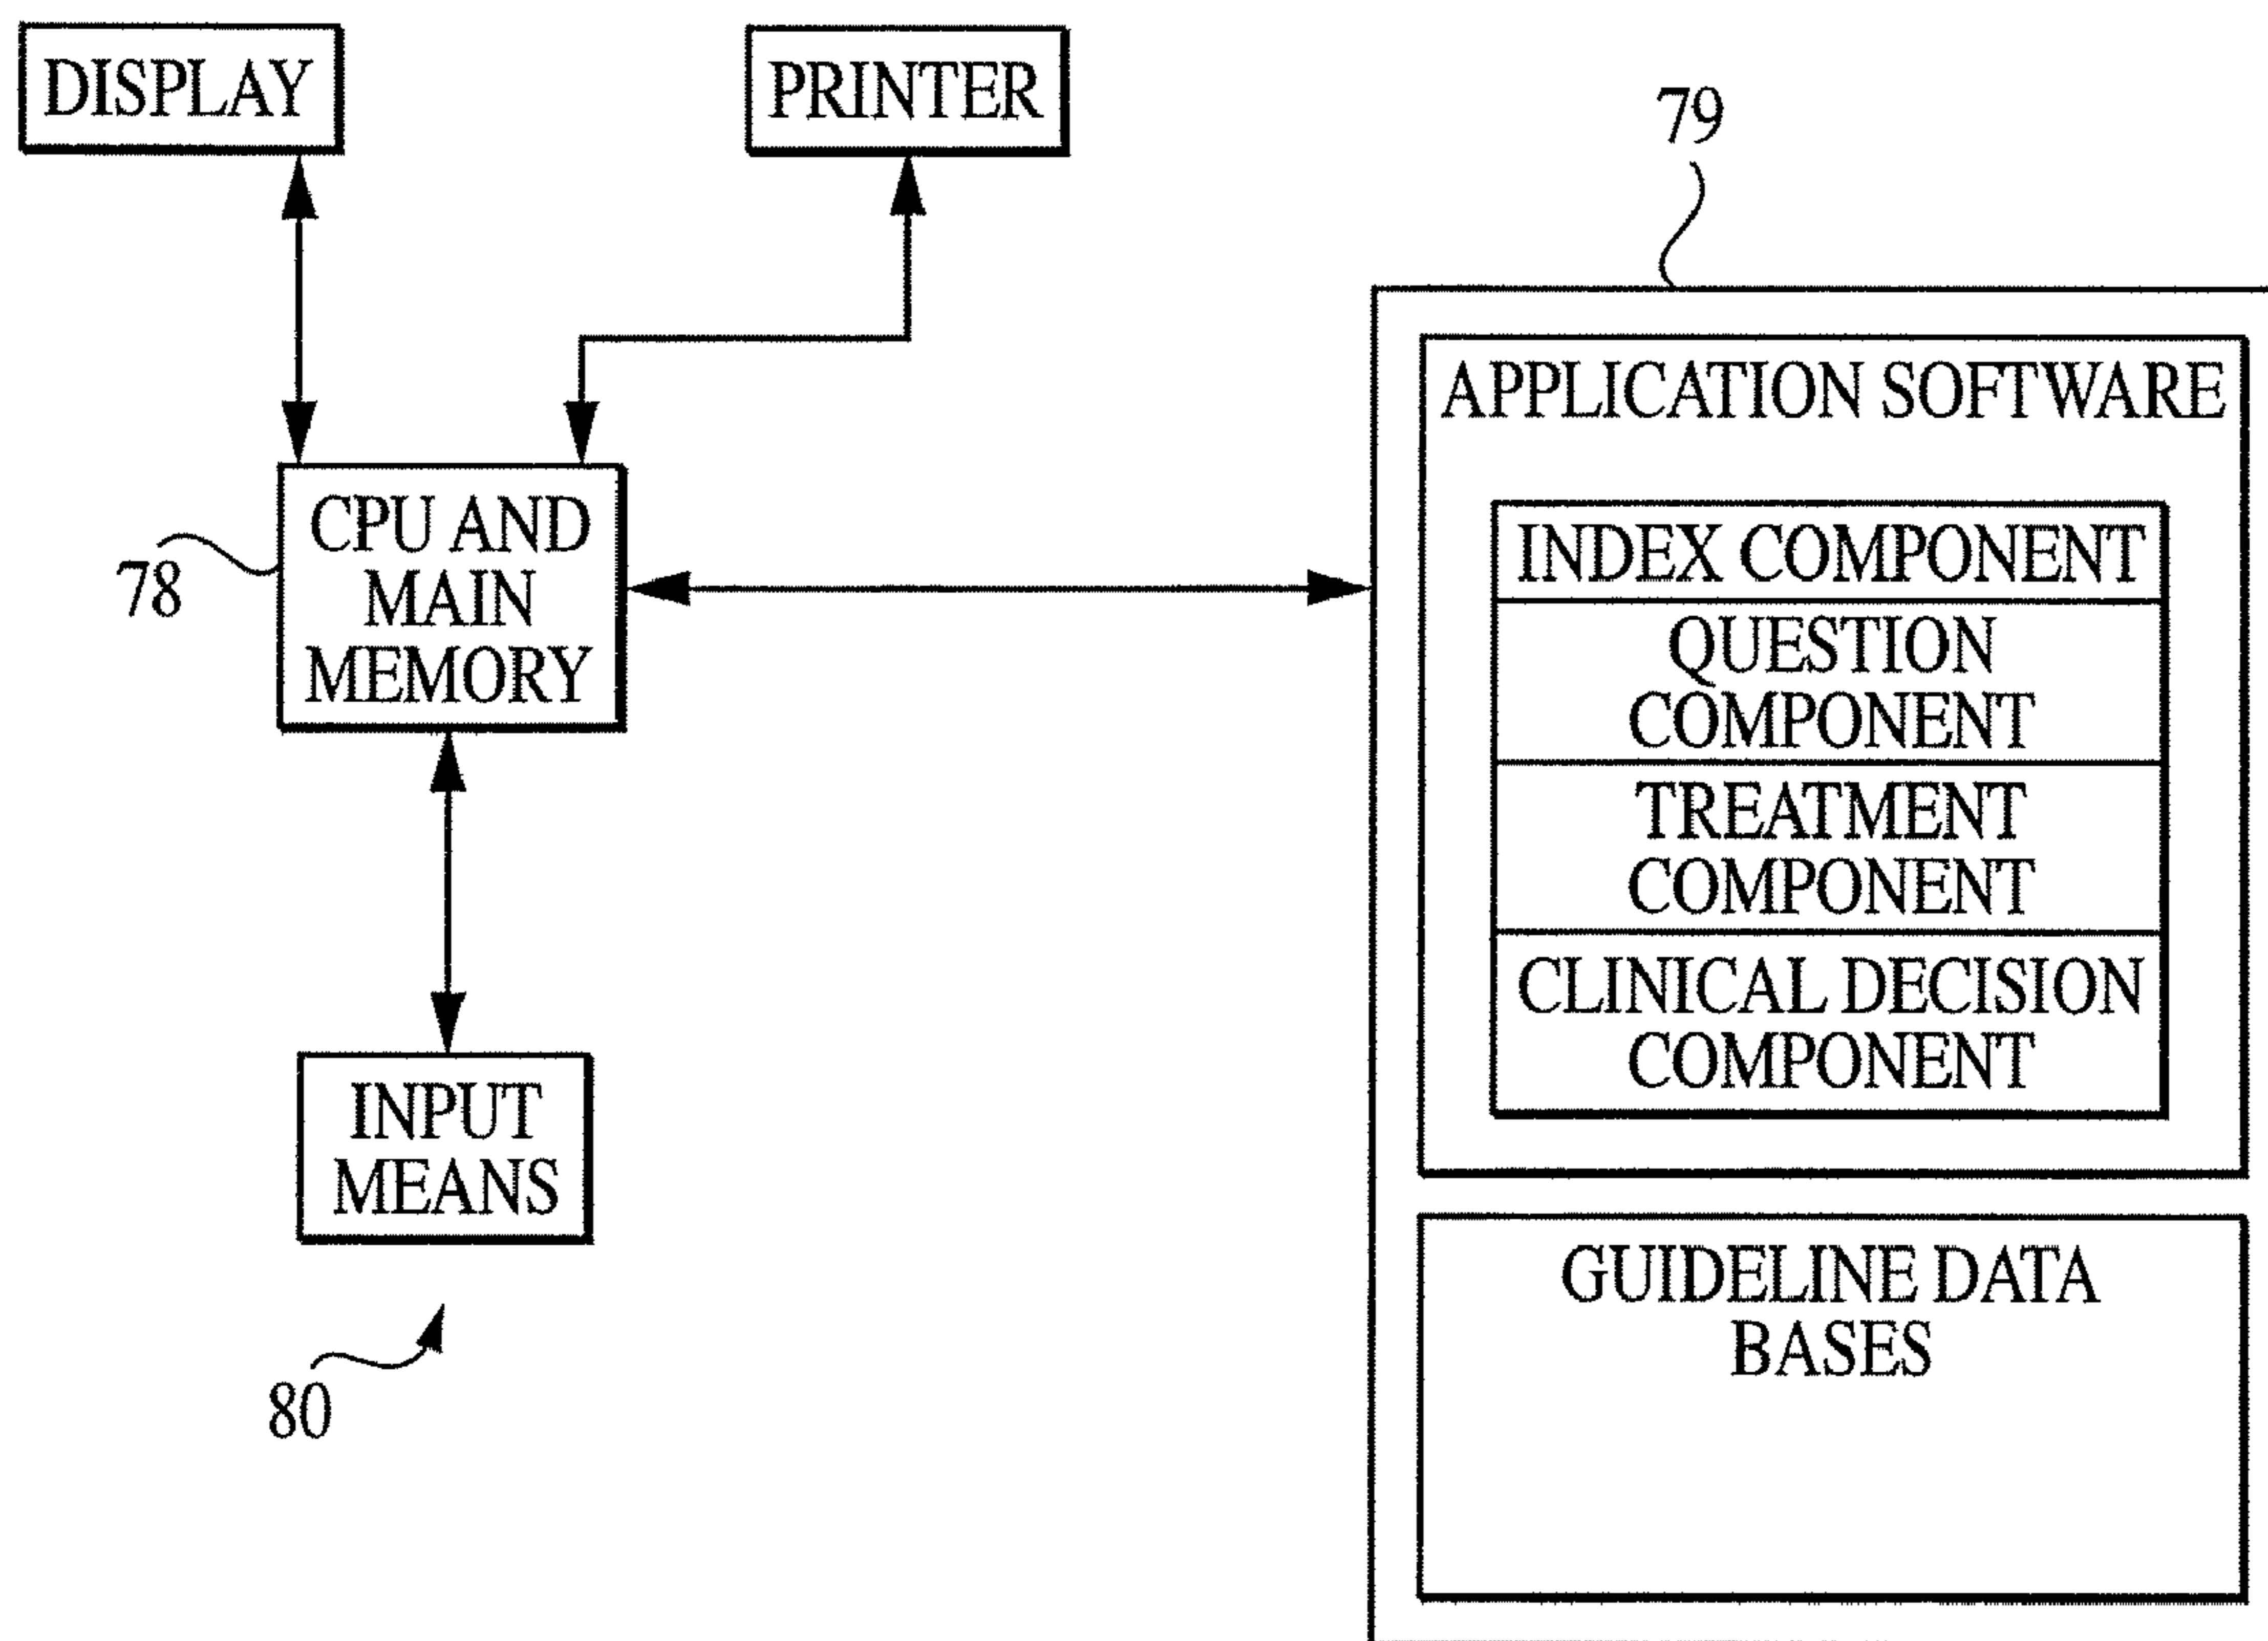 DISPLAY
PRINTER
79
APPLICATION SOFTWARE
CPU AND
MAIN
MEMORY
78
INDEX COMPONENT
QUESTION
COMPONENT
TREATMENT
COMPONENT
CLINICAL DECISION
COMPONENT
INPUT
MEANS
80
GUIDELINE DATA
BASES